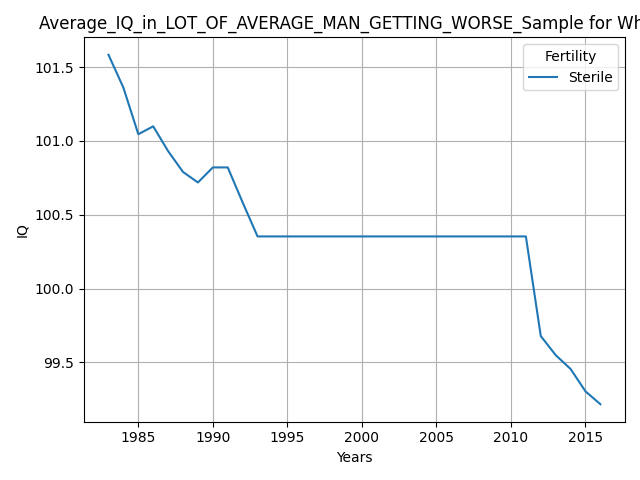 Average_IQ_in_LOT_OF_AVERAGE_MAN_GETTING_WORSE_Sample for Wh
Fertility
Sterile
101.5
101.0
100.5
100.0
99.5
IQ
1985 1990 1995 2000 2005 2010 2015
Years